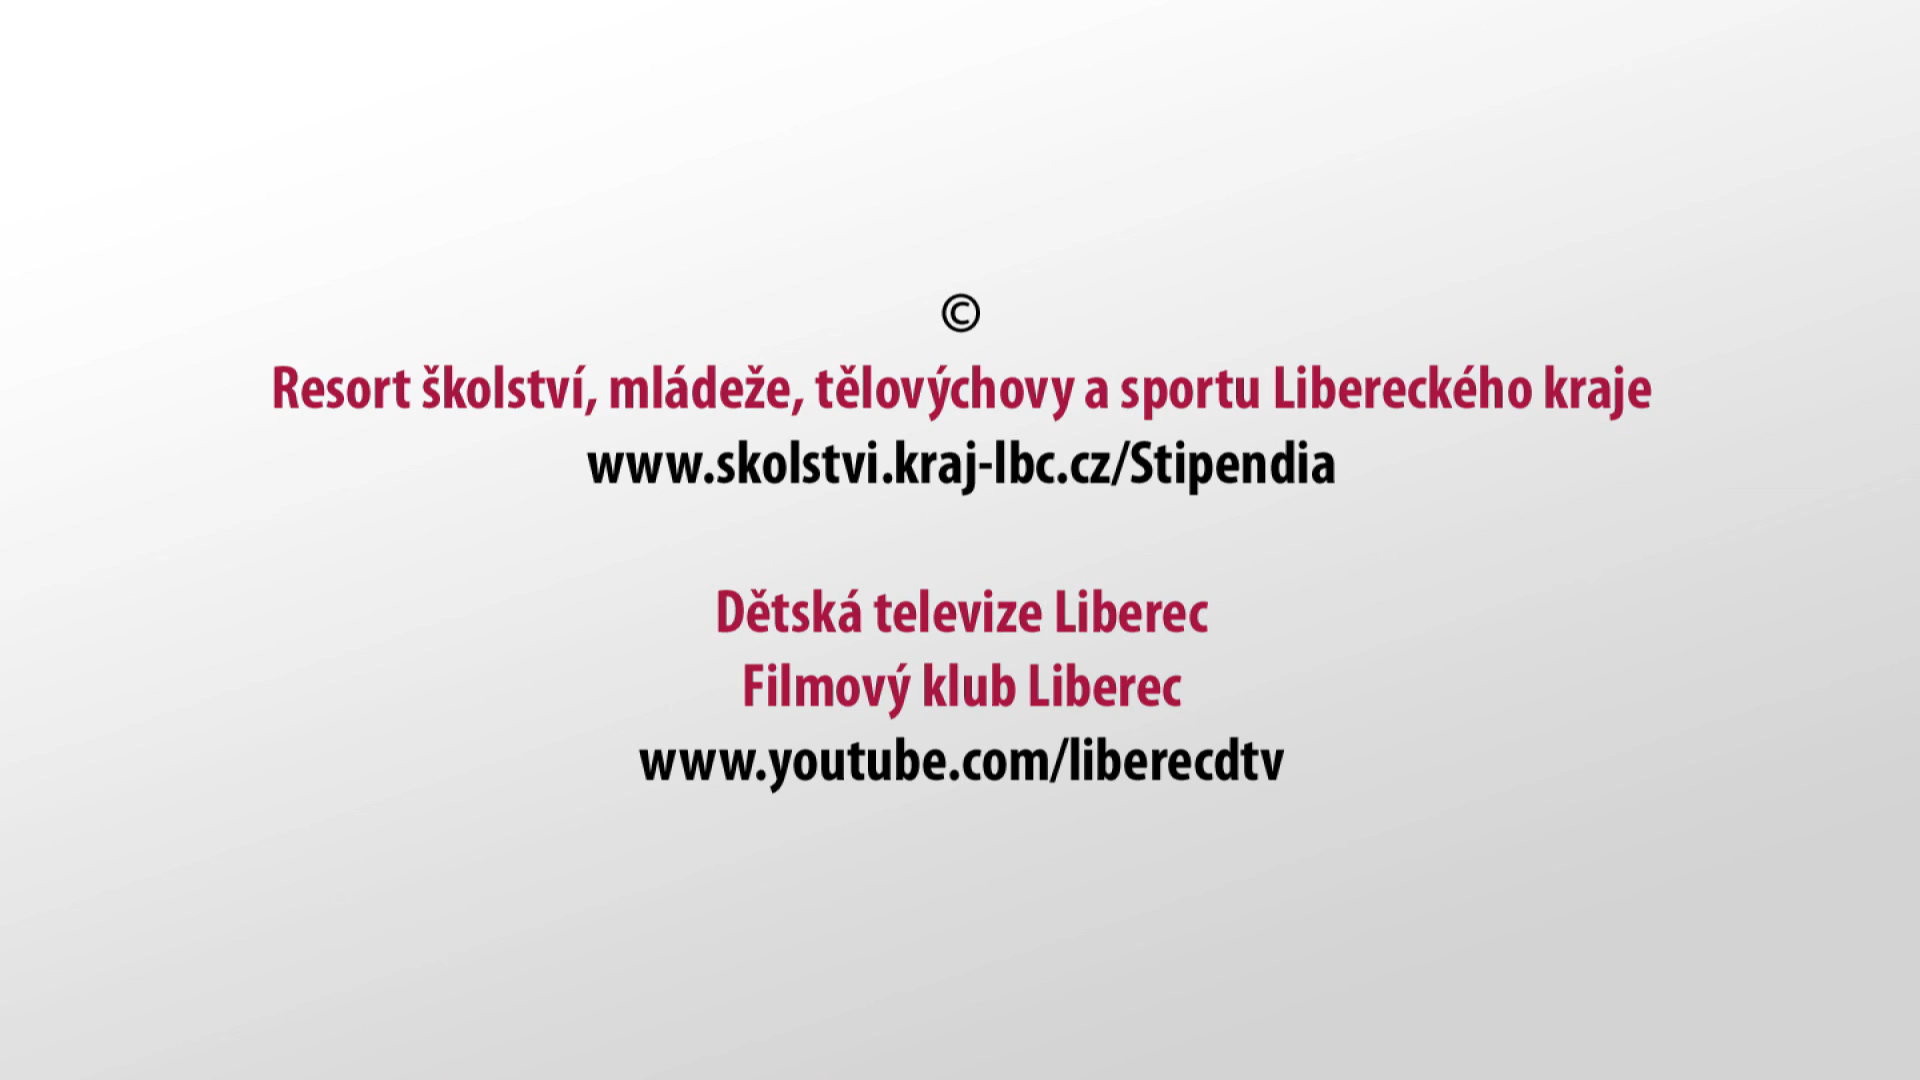 ©
Resort školství, mládeže, tělovýchovy a sportu Libereckého kraje
www.skolstvi.kraj-lbc.cz/Stipendia
Dětská televize Liberec
Filmový klub Liberec
www.youtube.com/liberecdtv